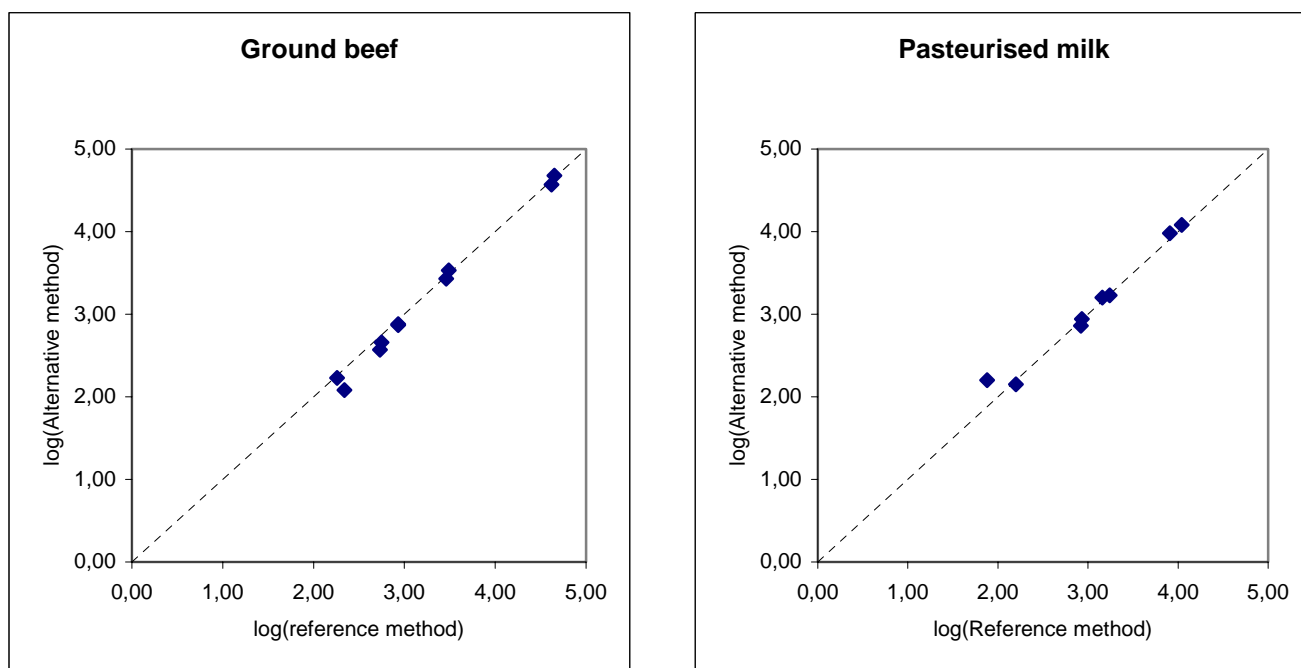 Ground beef
5,00
4,00
3,00
2,00
1,00
0,00
log(Alternative method)
0,00 1,00 2,00 3,00 4,00 5,00
log(reference method)
Pasteurised milk
5,00
4,00
3,00
2,00
1,00
0,00
log(Alternative method)
0,00 1,00 2,00 3,00 4,00 5,00
log(Reference method)